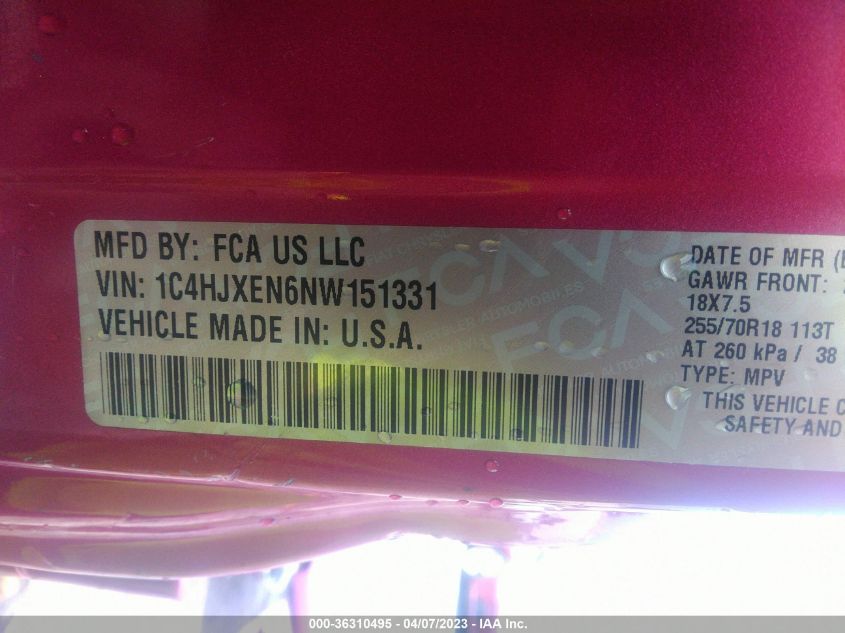 MFD BY: FCA US LLC
VIN: 1C4HJXEN6NW151331
VEHICLE MADE IN: U.S.A.
DATE OF MFR
GAWR FRONT:
18X7.5
255/70R18 113T
AT 260 kPa / 38
TYPE: MPV
THIS VEHICLE
SAFETY AND
000-36310495 - 04/07/2023 - IAA Inc.